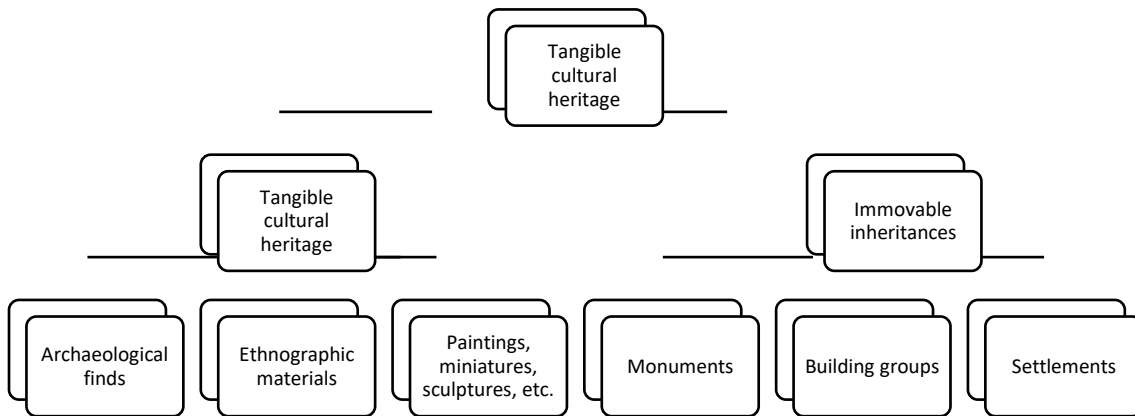 Tangible
cultural
heritage
Tangible
cultural
heritage
Immovable
inheritances
Archaeological
finds
Ethnographic
materials
Paintings,
miniatures,
sculptures, etc.
Monuments
Building groups
Settlements